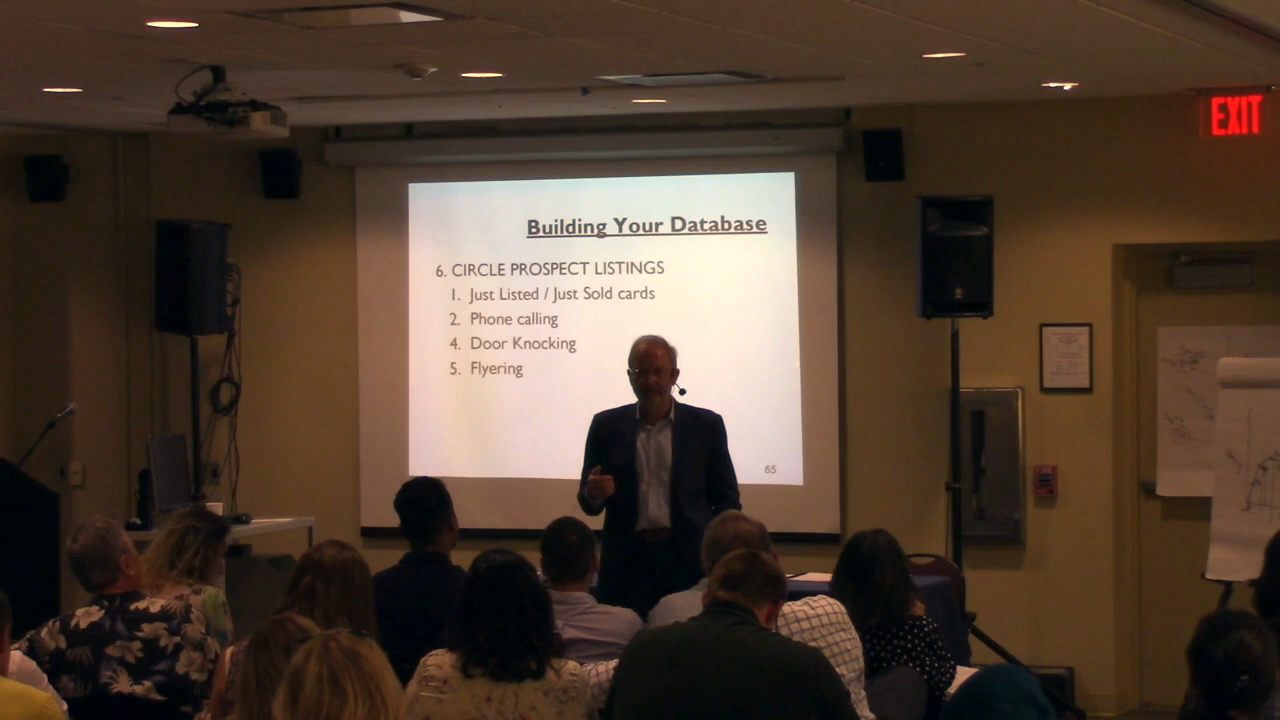 EXIT
Building Your Database
6. CIRCLE PROSPECT LISTINGS
1. Just Listed / Just Sold cards
2. Phone calling
4. Door Knocking
5. Flyering
65